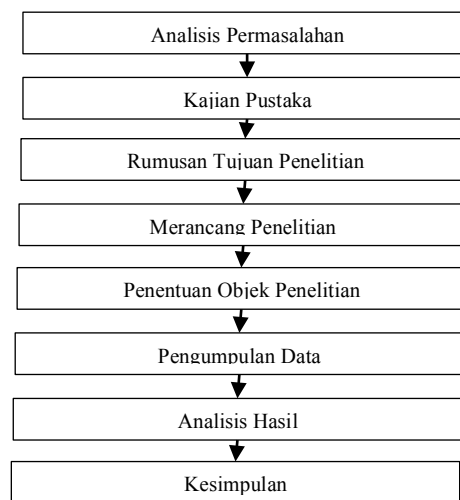 Analisis Permasalahan
Kajian Pustaka
Rumusan Tujuan Penelitian
Merancang Penelitian
Penentuan Objek Penelitian
Pengumpulan Data
Analisis Hasil
Kesimpulan